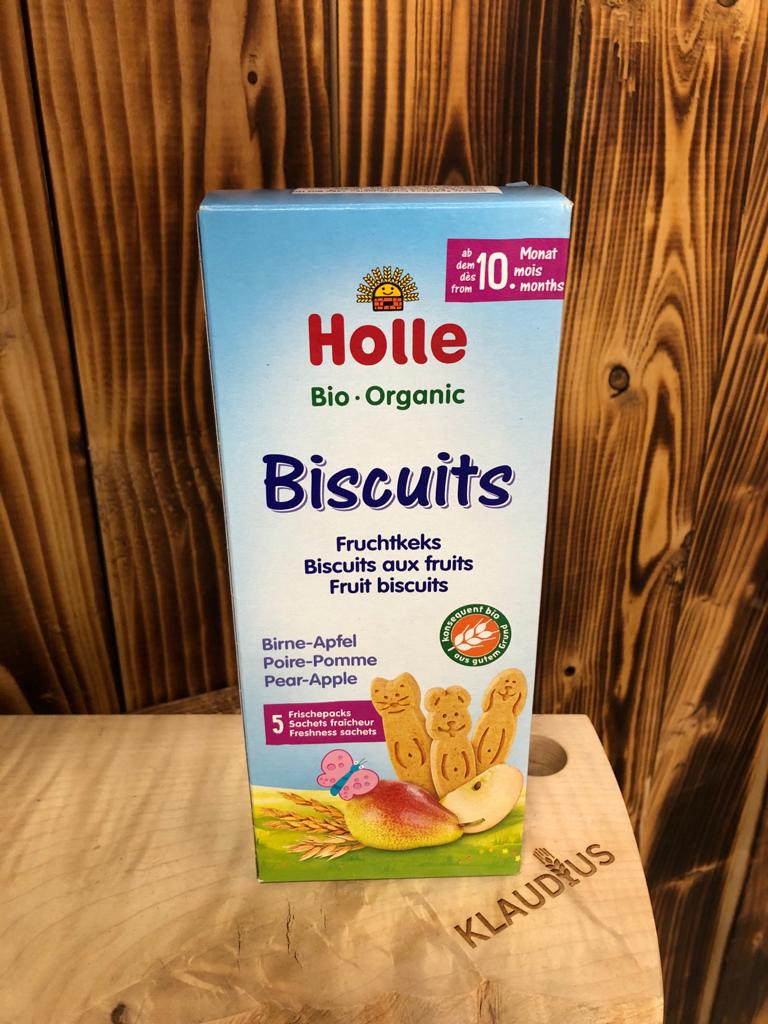 ab dem dès from 10. Monat mois months
Holle
Bio · Organic
Biscuits
Fruchtkeks
Biscuits aux fruits
Fruit biscuits
konsequent bio
aus gutem Grund
Birne-Apfel
Poire-Pomme
Pear-Apple
5 Frischepacks
Sachets fraîcheur
Freshness sachets
KLAUDIUS